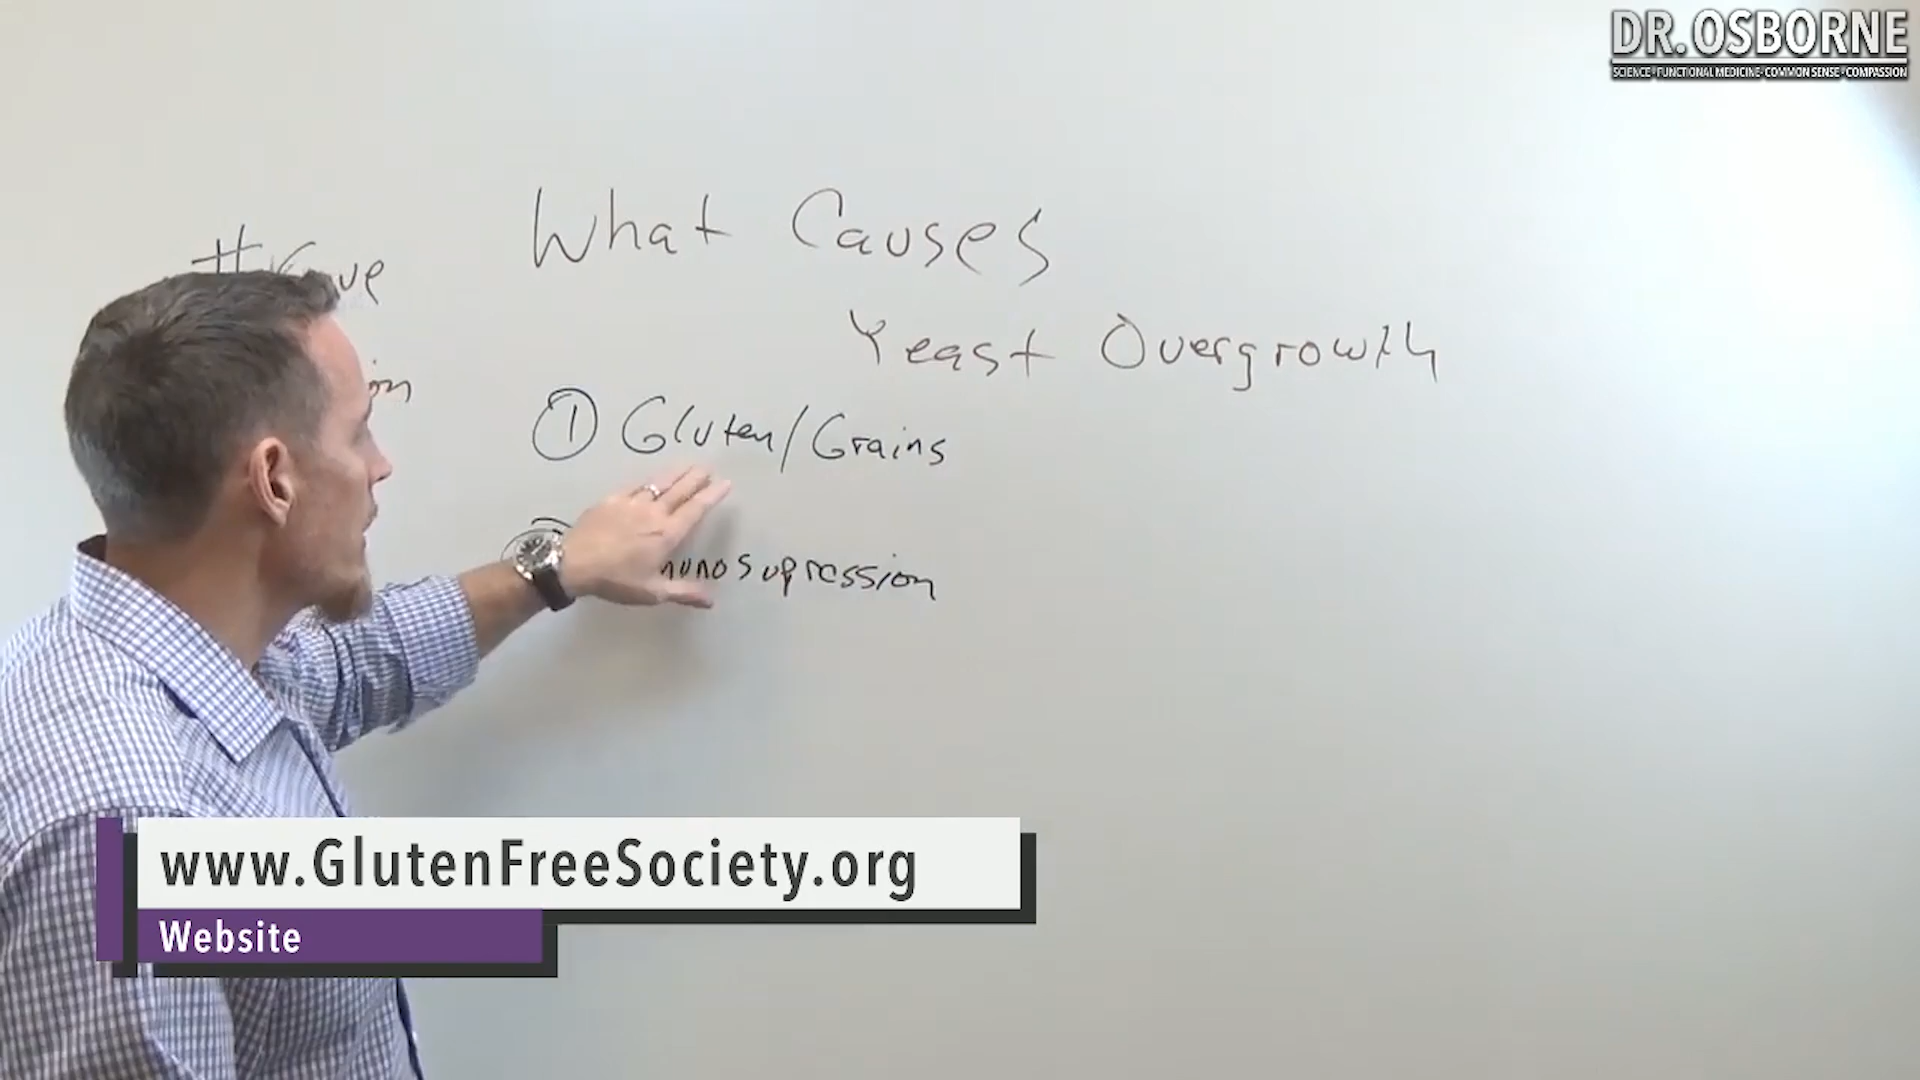 DR. OSBORNE
SCIENCE · FUNCTIONAL MEDICINE · COMMON SENSE · COMPASSION
What Causes
Yeast Overgrowth
① Gluten/Grains
www.GlutenFreeSociety.org
Website